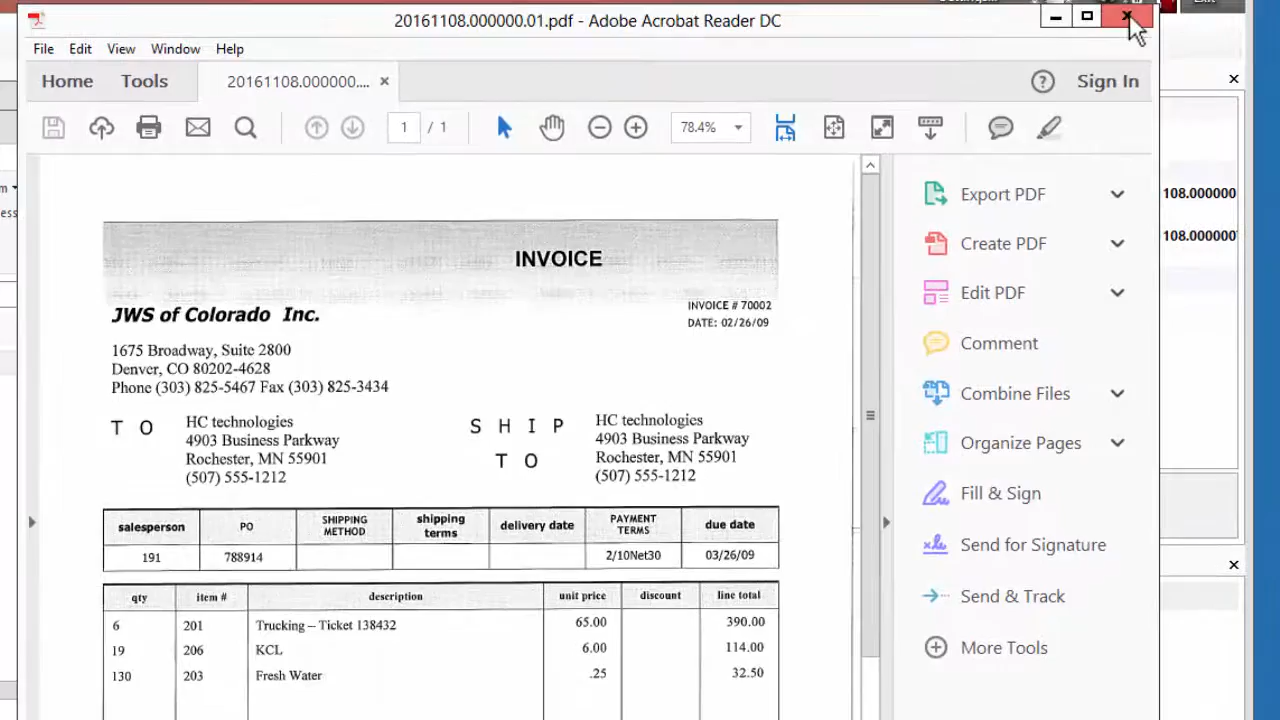 20161108.000000.01.pdf - Adobe Acrobat Reader DC
File Edit View Window Help
Home Tools 20161108.000000.... Sign In
1 / 1 78.4%
Export PDF
Create PDF
Edit PDF
Comment
Combine Files
Organize Pages
Fill & Sign
Send for Signature
Send & Track
More Tools
INVOICE
INVOICE # 70002
DATE: 02/26/09
JWS of Colorado Inc.
1675 Broadway, Suite 2800
Denver, CO 80202-4628
Phone (303) 825-5467 Fax (303) 825-3434
TO
HC technologies
4903 Business Parkway
Rochester, MN 55901
(507) 555-1212
SHIP
TO
HC technologies
4903 Business Parkway
Rochester, MN 55901
(507) 555-1212
salesperson PO SHIPPING METHOD shipping terms delivery date PAYMENT TERMS due date
191 788914 2/10Net30 03/26/09
qty item # description unit price discount line total
6 201 Trucking – Ticket 138432 65.00 390.00
19 206 KCL 6.00 114.00
130 203 Fresh Water .25 32.50
108.000000
108.000000